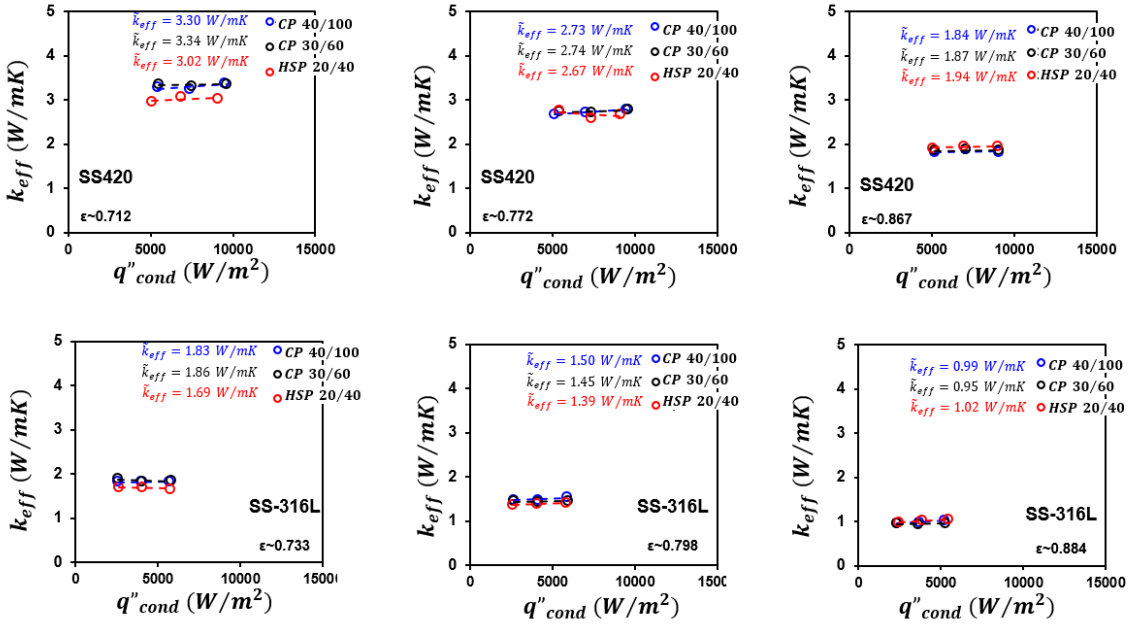 k̃eff = 3.30 W/mK CP 40/100
k̃eff = 3.34 W/mK CP 30/60
k̃eff = 3.02 W/mK HSP 20/40
5
4
3
2
1
0
keff (W/mK)
SS420
ε~0.712
0 5000 10000 15000
q"cond (W/m²)
k̃eff = 2.73 W/mK CP 40/100
k̃eff = 2.74 W/mK CP 30/60
k̃eff = 2.67 W/mK HSP 20/40
5
4
3
2
1
0
keff (W/mK)
SS420
ε~0.772
0 5000 10000 15000
q"cond (W/m²)
k̃eff = 1.84 W/mK CP 40/100
k̃eff = 1.87 W/mK CP 30/60
k̃eff = 1.94 W/mK HSP 20/40
5
4
3
2
1
0
keff (W/mK)
SS420
ε~0.867
0 5000 10000 15000
q"cond (W/m²)
k̃eff = 1.83 W/mK CP 40/100
k̃eff = 1.86 W/mK CP 30/60
k̃eff = 1.69 W/mK HSP 20/40
5
4
3
2
1
0
keff (W/mK)
SS-316L
ε~0.733
0 5000 10000 15000
q"cond (W/m²)
k̃eff = 1.50 W/mK CP 40/100
k̃eff = 1.45 W/mK CP 30/60
k̃eff = 1.39 W/mK HSP 20/40
5
4
3
2
1
0
keff (W/mK)
SS-316L
ε~0.798
0 5000 10000 15000
q"cond (W/m²)
k̃eff = 0.99 W/mK CP 40/100
k̃eff = 0.95 W/mK CP 30/60
k̃eff = 1.02 W/mK HSP 20/40
5
4
3
2
1
0
keff (W/mK)
SS-316L
ε~0.884
0 5000 10000 15000
q"cond (W/m²)